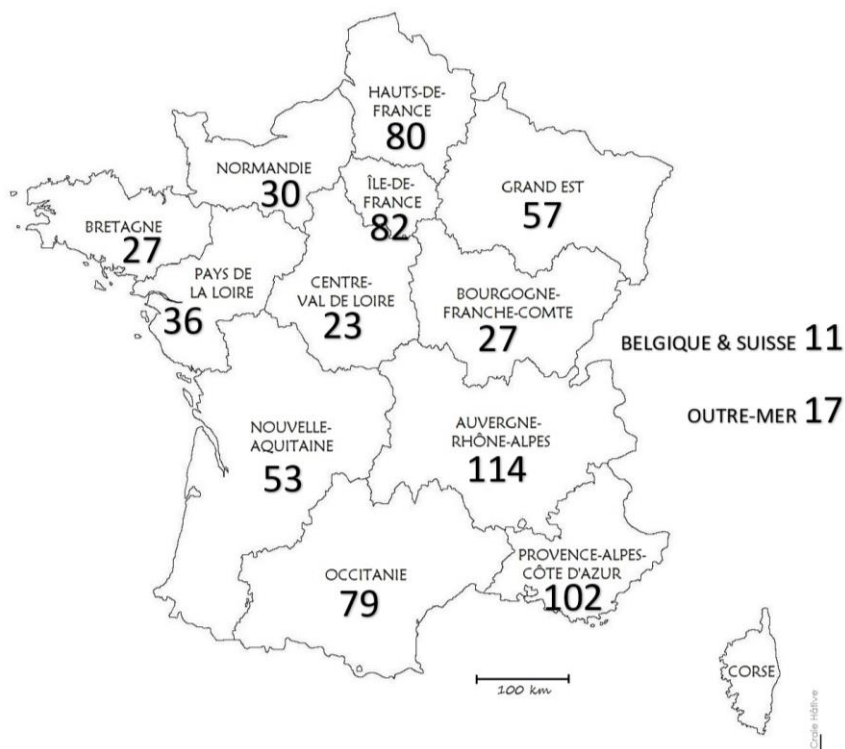 HAUTS-DE-
FRANCE
80
NORMANDIE
30
ÎLE-DE-
FRANCE
82
GRAND EST
57
BRETAGNE
27
PAYS DE
LA LOIRE
36
CENTRE-
VAL DE LOIRE
23
BOURGOGNE-
FRANCHE-COMTE
27
BELGIQUE & SUISSE 11
OUTRE-MER 17
NOUVELLE-
AQUITAINE
53
AUVERGNE-
RHÔNE-ALPES
114
OCCITANIE
79
PROVENCE-ALPES-
CÔTE D'AZUR
102
CORSE
100 km